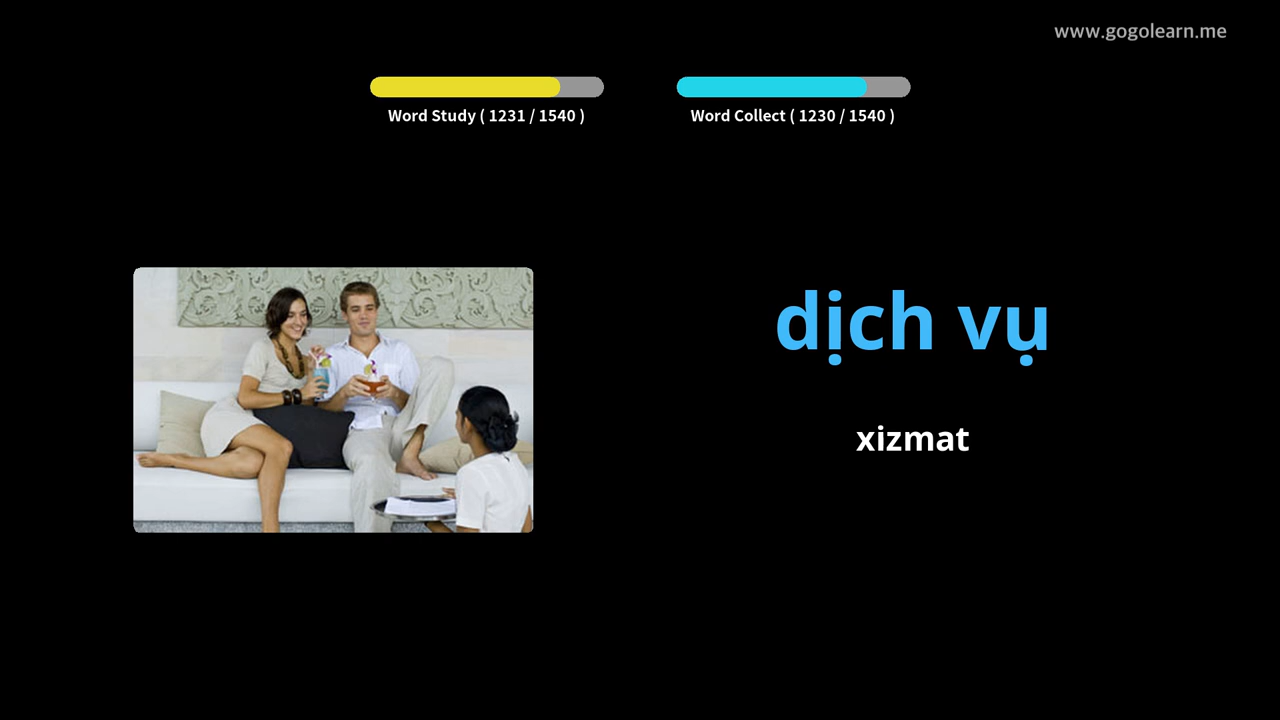 www.gogolearn.me
Word Study ( 1231 / 1540 )
Word Collect ( 1230 / 1540 )
dịch vụ
xizmat